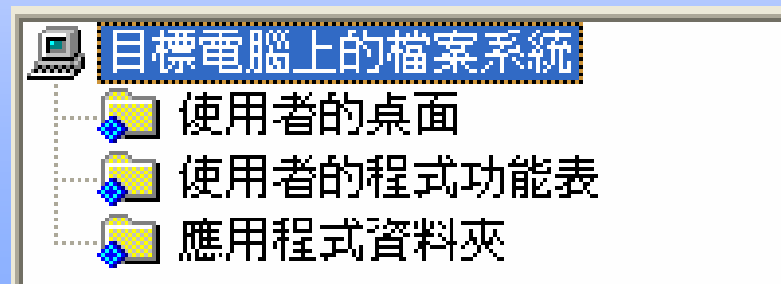 目標電腦上的檔案系統
使用者的桌面
使用者的程式功能表
應用程式資料夾